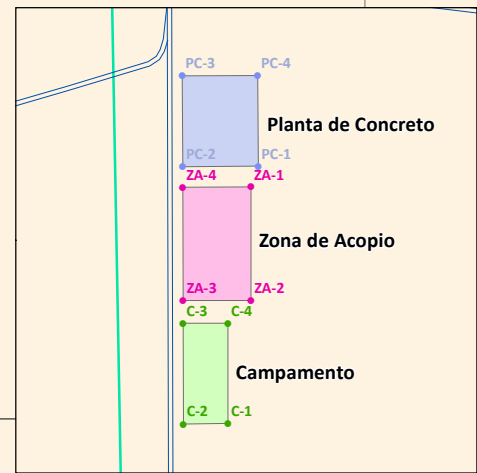 PC-3 PC-4
Planta de Concreto
PC-2 PC-1
ZA-4 ZA-1
Zona de Acopio
ZA-3 ZA-2
C-3 C-4
Campamento
C-2 C-1